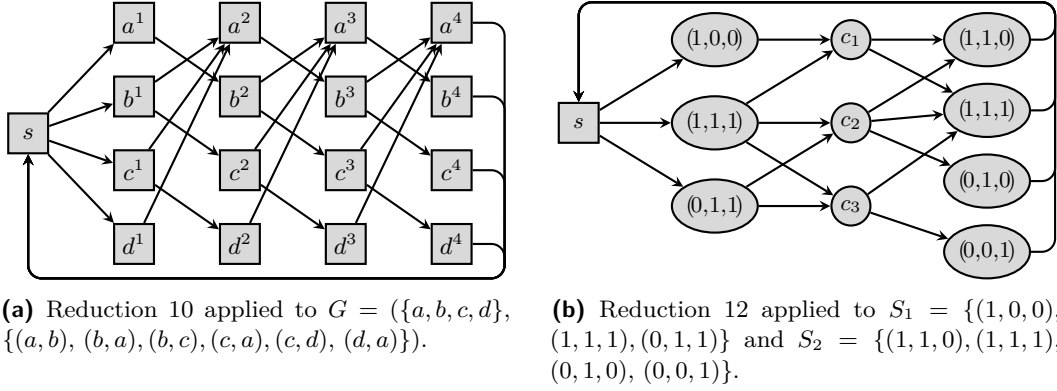 a¹ a² a³ a⁴
b¹ b² b³ b⁴
s
c¹ c² c³ c⁴
d¹ d² d³ d⁴
(a) Reduction 10 applied to G = ({a, b, c, d},
{(a, b), (b, a), (b, c), (c, a), (c, d), (d, a)}).
(1,0,0) c₁ (1,1,0)
s (1,1,1) c₂ (1,1,1)
(0,1,0)
(0,1,1) c₃
(0,0,1)
(b) Reduction 12 applied to S₁ = {(1, 0, 0),
(1, 1, 1), (0, 1, 1)} and S₂ = {(1, 1, 0), (1, 1, 1),
(0, 1, 0), (0, 0, 1)}.